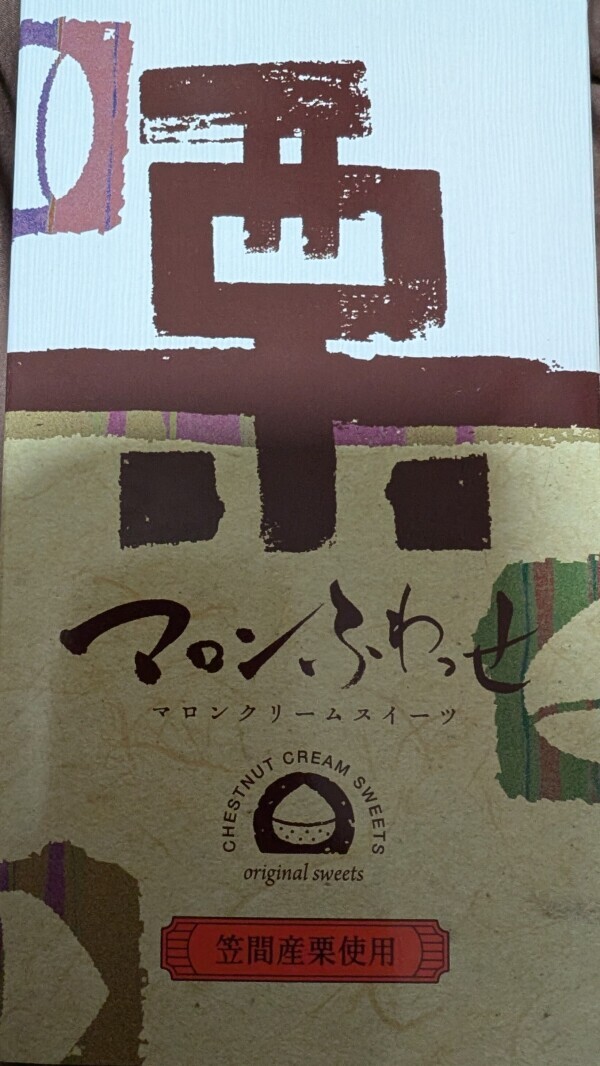 栗
マロンふわっせ
マロンクリームスイーツ
CHESTNUT CREAM SWEETS
original sweets
笠間産栗使用